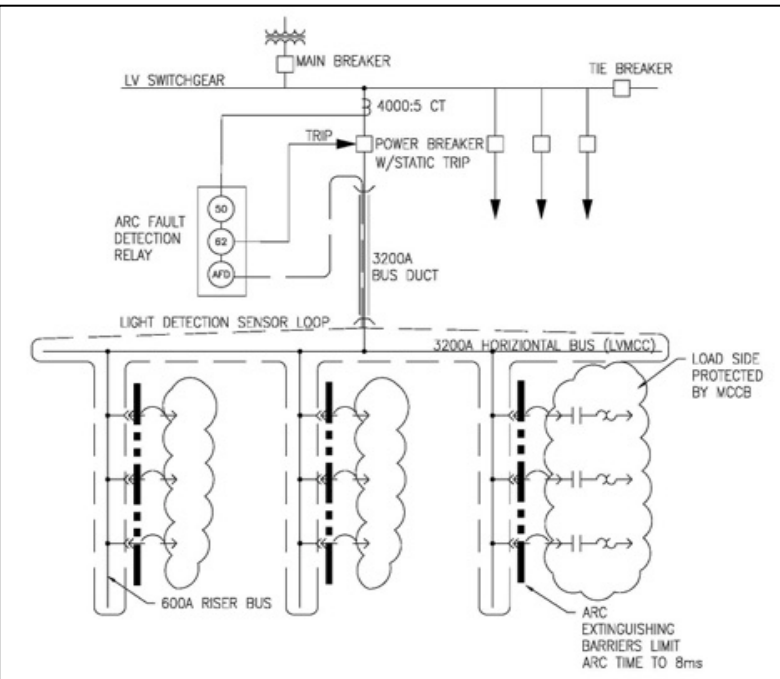 MAIN BREAKER
LV SWITCHGEAR
TIE BREAKER
4000:5 CT
TRIP
POWER BREAKER
W/STATIC TRIP
50
62
AFD
ARC FAULT
DETECTION
RELAY
3200A
BUS DUCT
LIGHT DETECTION SENSOR LOOP
3200A HORIZIONTAL BUS (LVMCC)
LOAD SIDE
PROTECTED
BY MCCB
600A RISER BUS
ARC
EXTINGUISHING
BARRIERS LIMIT
ARC TIME TO 8ms